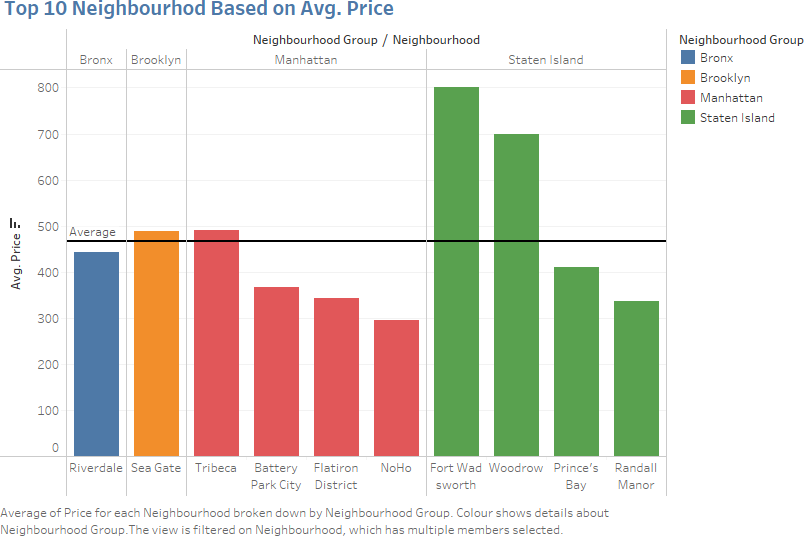 Top 10 Neighbourhod Based on Avg. Price
Neighbourhood Group / Neighbourhood
Bronx Brooklyn Manhattan Staten Island
Neighbourhood Group
Bronx
Brooklyn
Manhattan
Staten Island
Avg. Price
800
700
600
500
400
300
200
100
0
Average
Riverdale
Sea Gate
Tribeca
Battery
Park City
Flatiron
District
NoHo
Fort Wad
sworth
Woodrow
Prince's
Bay
Randall
Manor
Average of Price for each Neighbourhood broken down by Neighbourhood Group. Colour shows details about
Neighbourhood Group.The view is filtered on Neighbourhood, which has multiple members selected.